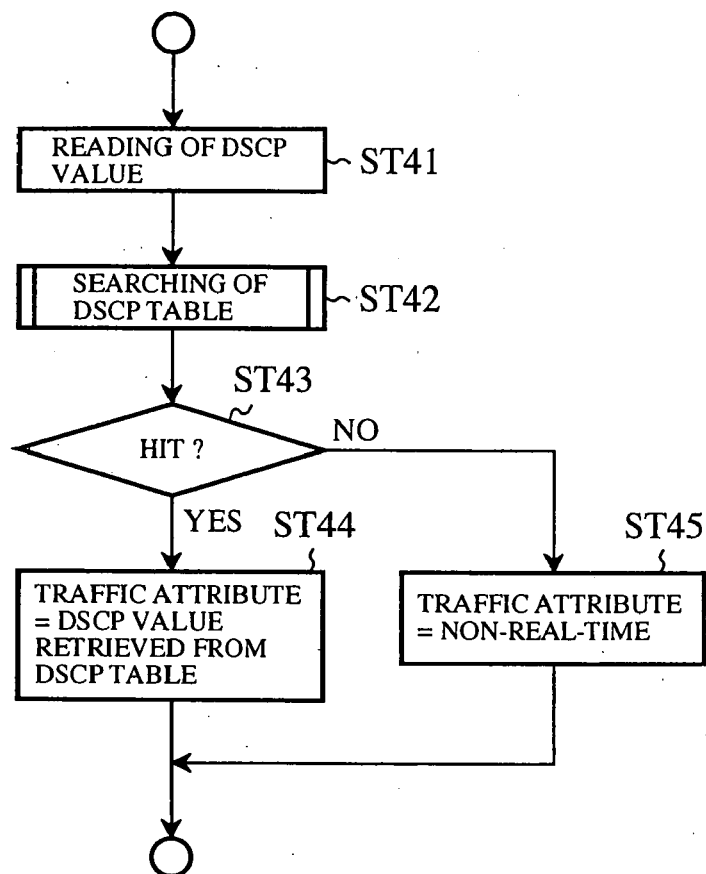 READING OF DSCP
VALUE
ST41
SEARCHING OF
DSCP TABLE
ST42
ST43
HIT ?
NO
YES
ST44
ST45
TRAFFIC ATTRIBUTE
= DSCP VALUE
RETRIEVED FROM
DSCP TABLE
TRAFFIC ATTRIBUTE
= NON-REAL-TIME